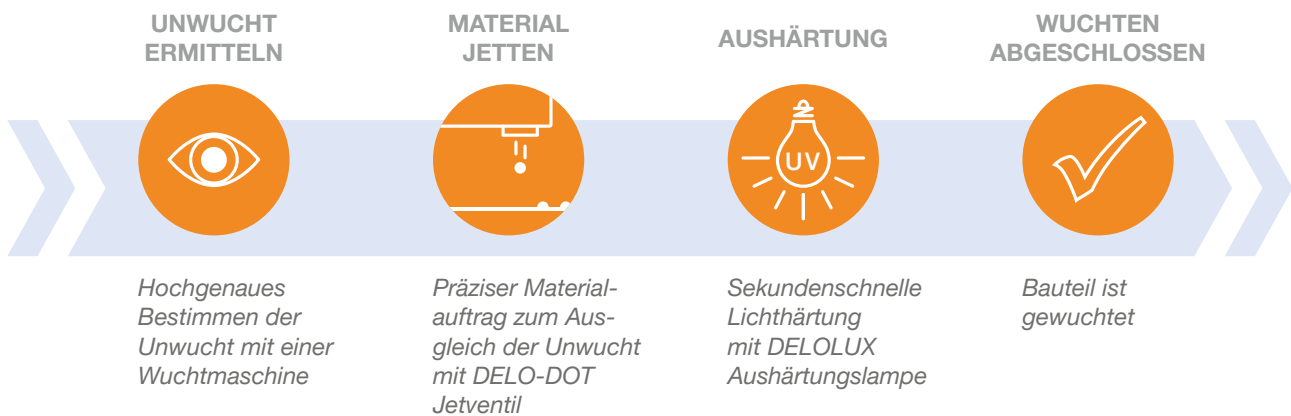 UNWUCHT
ERMITTELN
MATERIAL
JETTEN
AUSHÄRTUNG
WUCHTEN
ABGESCHLOSSEN
UV
Hochgenaues
Bestimmen der
Unwucht mit einer
Wuchtmaschine
Präziser Material-
auftrag zum Aus-
gleich der Unwucht
mit DELO-DOT
Jetventil
Sekundenschnelle
Lichthärtung
mit DELOLUX
Aushärtungslampe
Bauteil ist
gewuchtet